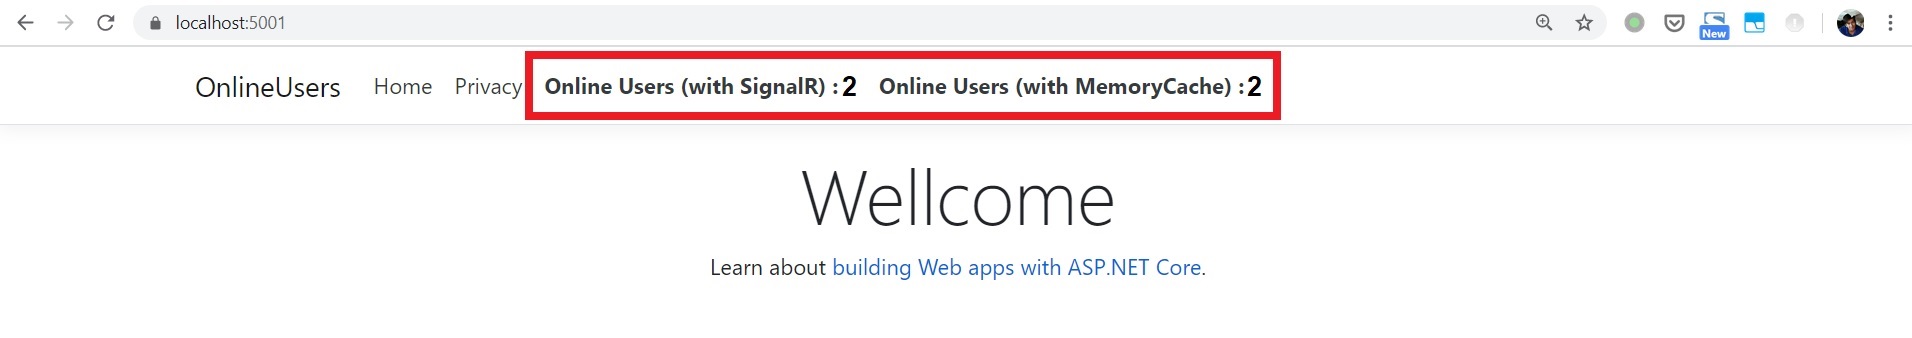 localhost:5001
New
OnlineUsers Home Privacy Online Users (with SignalR) : 2 Online Users (with MemoryCache) : 2
Wellcome
Learn about building Web apps with ASP.NET Core.